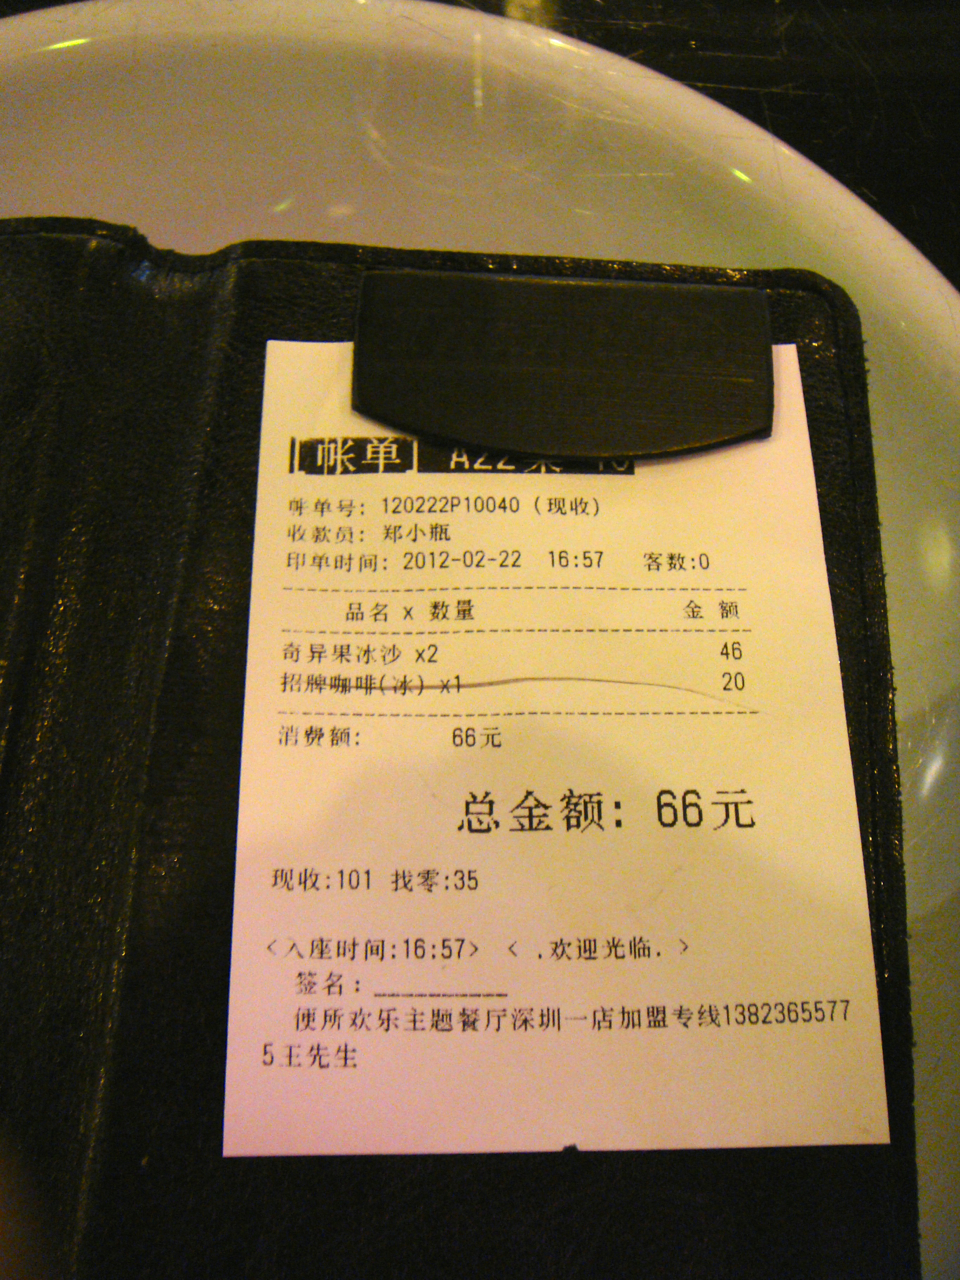 帐单 A22桌
帐单号: 120222P10040 (现收)
收款员: 郑小瓶
印单时间: 2012-02-22 16:57 客数:0
品名 x 数量 金 额
奇异果冰沙 x2 46
招牌咖啡(冰) x1 20
消费额: 66元
总金额: 66元
现收:101 找零:35
<入座时间:16:57> < .欢迎光临. >
签名:
便所欢乐主题餐厅深圳一店加盟专线1382365577
5王先生